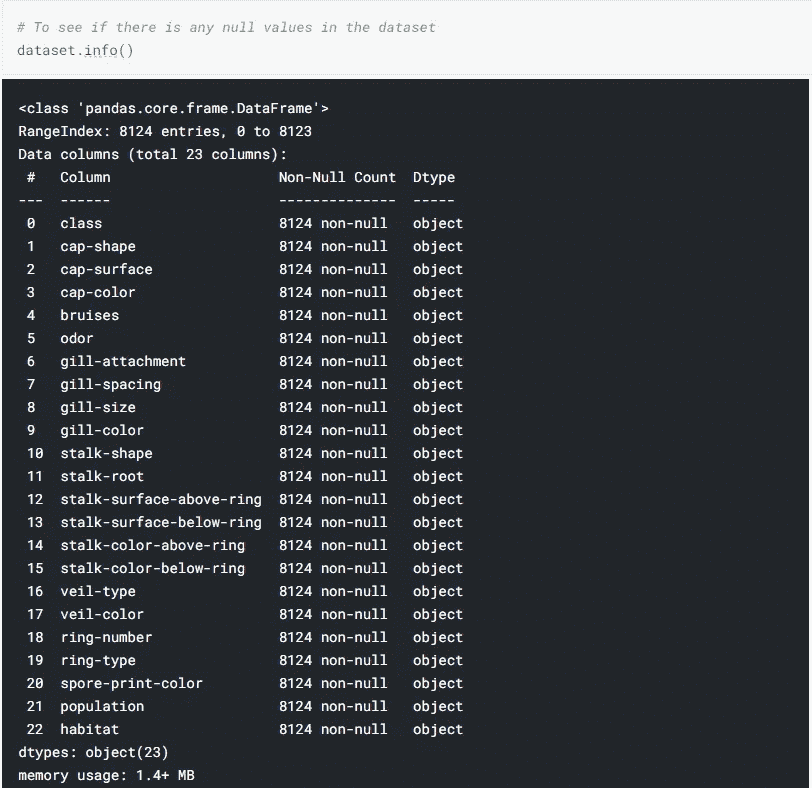 # To see if there is any null values in the dataset
dataset.info()
<class 'pandas.core.frame.DataFrame'>
RangeIndex: 8124 entries, 0 to 8123
Data columns (total 23 columns):
 #   Column                    Non-Null Count  Dtype
---  ------                    --------------  -----
 0   class                     8124 non-null   object
 1   cap-shape                 8124 non-null   object
 2   cap-surface               8124 non-null   object
 3   cap-color                 8124 non-null   object
 4   bruises                   8124 non-null   object
 5   odor                      8124 non-null   object
 6   gill-attachment           8124 non-null   object
 7   gill-spacing              8124 non-null   object
 8   gill-size                 8124 non-null   object
 9   gill-color                8124 non-null   object
 10  stalk-shape               8124 non-null   object
 11  stalk-root                8124 non-null   object
 12  stalk-surface-above-ring  8124 non-null   object
 13  stalk-surface-below-ring  8124 non-null   object
 14  stalk-color-above-ring    8124 non-null   object
 15  stalk-color-below-ring    8124 non-null   object
 16  veil-type                 8124 non-null   object
 17  veil-color                8124 non-null   object
 18  ring-number               8124 non-null   object
 19  ring-type                 8124 non-null   object
 20  spore-print-color         8124 non-null   object
 21  population                8124 non-null   object
 22  habitat                   8124 non-null   object
dtypes: object(23)
memory usage: 1.4+ MB